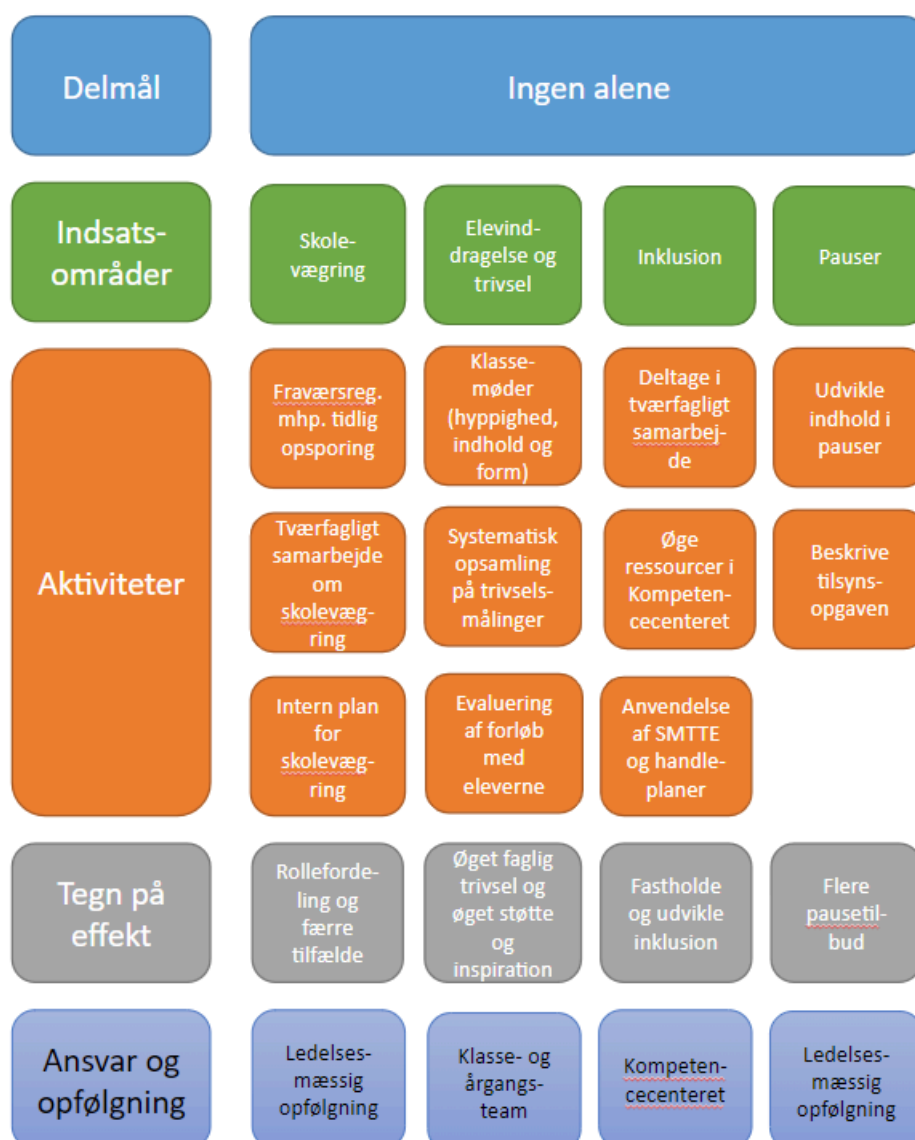 Delmål
Ingen alene
Indsats-
områder
Skole-
vægring
Elevind-
dragelse og
trivsel
Inklusion
Pauser
Aktiviteter
Fraværsreg.
mhp. tidlig
opsporing
Klasse-
møder
(hyppighed,
indhold og
form)
Deltage i
tværfagligt
samarbej-
de
Udvikle
indhold i
pauser
Tværfagligt
samarbejde
om
skolevæg-
ring
Systematisk
opsamling
på trivsels-
målinger
Øge
ressourcer i
Kompeten-
cecenteret
Beskrive
tilsyns-
opgaven
Intern plan
for
skolevæg-
ring
Evaluering
af forløb
med
eleverne
Anvendelse
af SMTTE
og handle-
planer
Tegn på
effekt
Rolleforde-
ling og
færre
tilfælde
Øget faglig
trivsel og
øget støtte
og
inspiration
Fastholde
og udvikle
inklusion
Flere
pausetil-
bud
Ansvar og
opfølgning
Ledelses-
mæssig
opfølgning
Klasse- og
årgangs-
team
Kompeten-
cecenteret
Ledelses-
mæssig
opfølgning